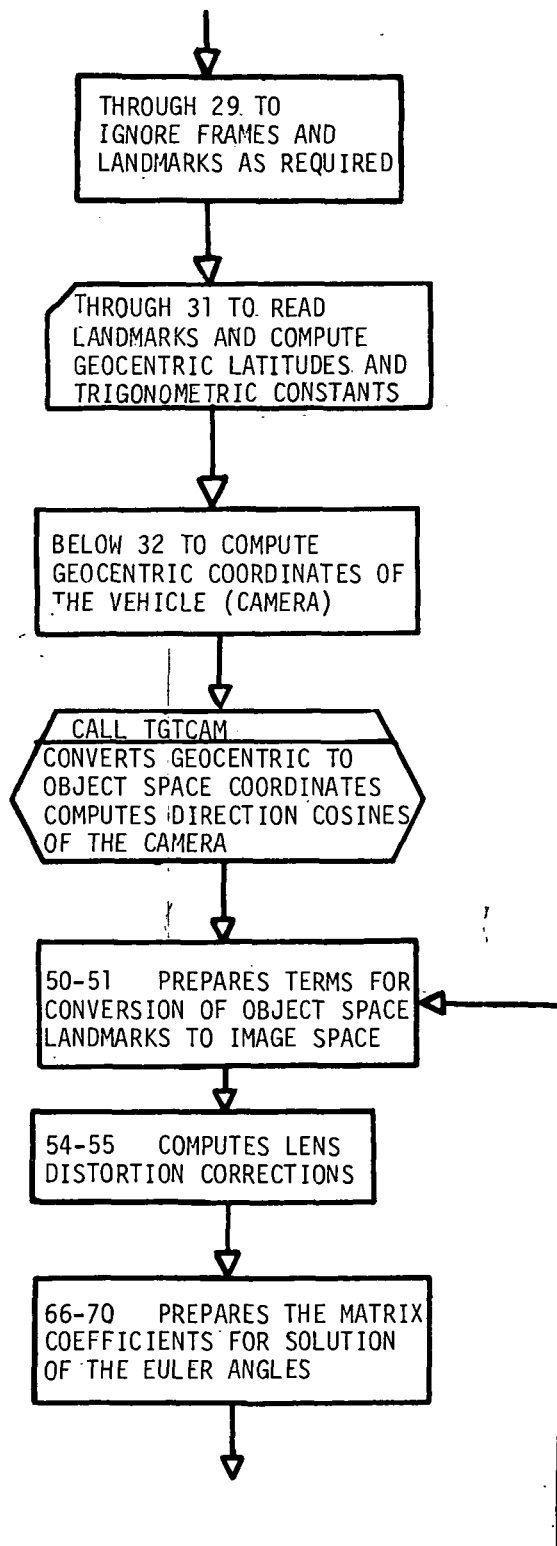 THROUGH 29 TO
IGNORE FRAMES AND
LANDMARKS AS REQUIRED
THROUGH 31 TO READ
LANDMARKS AND COMPUTE
GEOCENTRIC LATITUDES AND
TRIGONOMETRIC CONSTANTS
BELOW 32 TO COMPUTE
GEOCENTRIC COORDINATES OF
THE VEHICLE (CAMERA)
CALL TGTCAM
CONVERTS GEOCENTRIC TO
OBJECT SPACE COORDINATES
COMPUTES DIRECTION COSINES
OF THE CAMERA
50-51 PREPARES TERMS FOR
CONVERSION OF OBJECT SPACE
LANDMARKS TO IMAGE SPACE
54-55 COMPUTES LENS
DISTORTION CORRECTIONS
66-70 PREPARES THE MATRIX
COEFFICIENTS FOR SOLUTION
OF THE EULER ANGLES